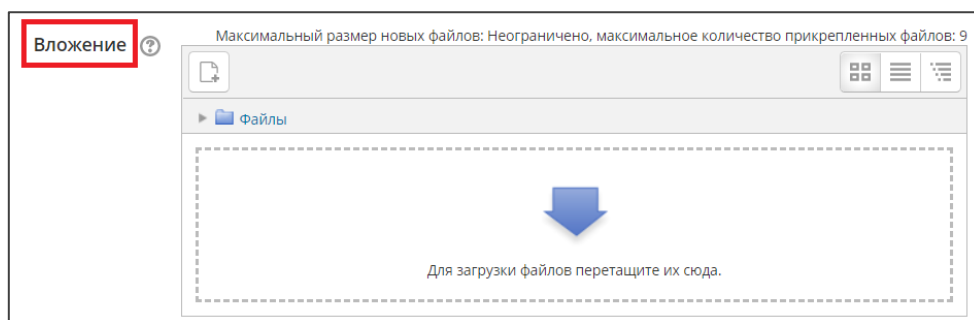 Вложение
Максимальный размер новых файлов: Неограничено, максимальное количество прикрепленных файлов: 9
Файлы
Для загрузки файлов перетащите их сюда.